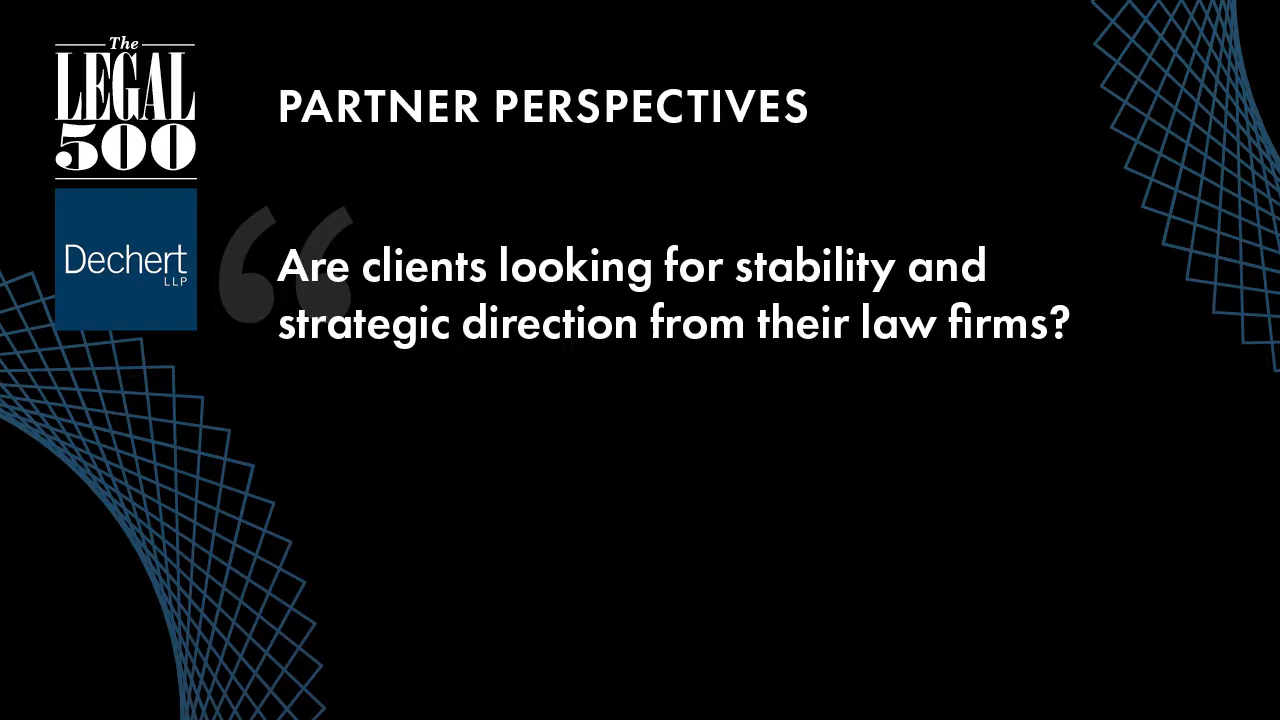 The
LEGAL
500
Dechert
LLP
PARTNER PERSPECTIVES
“
Are clients looking for stability and
strategic direction from their law firms?